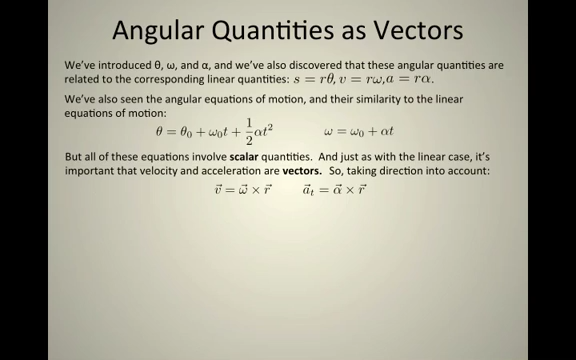 Angular Quantities as Vectors
We've introduced θ, ω, and α, and we've also discovered that these angular quantities are
related to the corresponding linear quantities: s = rθ, v = rω, a = rα.
We've also seen the angular equations of motion, and their similarity to the linear
equations of motion:
θ = θ₀ + ω₀t + 1/2 αt² ω = ω₀ + αt
But all of these equations involve scalar quantities. And just as with the linear case, it's
important that velocity and acceleration are vectors. So, taking direction into account:
v⃗ = ω⃗ × r⃗ a⃗ₜ = α⃗ × r⃗